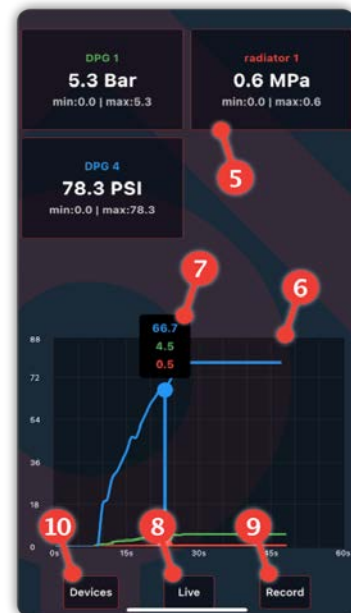 DPG 1
5.3 Bar
min:0.0 | max:5.3
radiator 1
0.6 MPa
min:0.0 | max:0.6
5
DPG 4
78.3 PSI
min:0.0 | max:78.3
7
6
66.7
4.5
0.5
88
72
54
36
18
0
0s
15s
30s
45s
60s
10
8
9
Devices
Live
Record